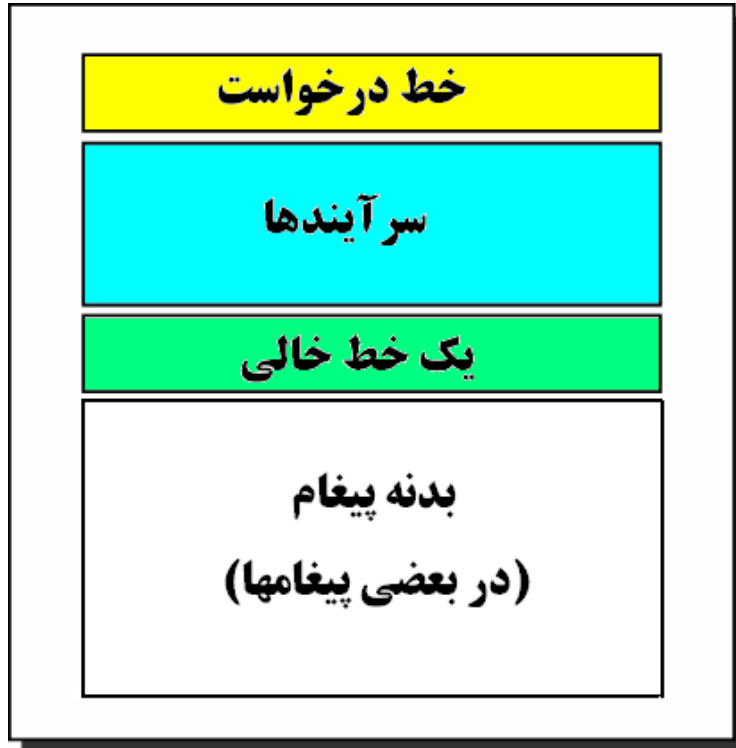 خط درخواست
سرآیندها
یک خط خالی
بدنه پیغام
(در بعضی پیغامها)